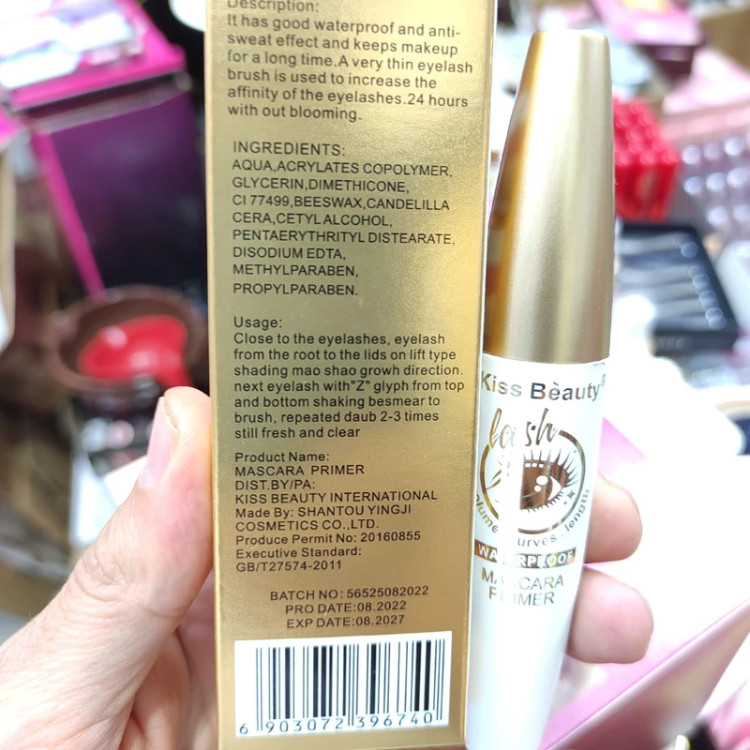 Description:
It has good waterproof and anti-
sweat effect and keeps makeup
for a long time.A very thin eyelash
brush is used to increase the
affinity of the eyelashes.24 hours
with out blooming.
INGREDIENTS:
AQUA,ACRYLATES COPOLYMER,
GLYCERIN,DIMETHICONE,
CI 77499,BEESWAX,CANDELILLA
CERA,CETYL ALCOHOL,
PENTAERYTHRITYL DISTEARATE,
DISODIUM EDTA,
METHYLPARABEN,
PROPYLPARABEN.
Usage:
Close to the eyelashes, eyelash
from the root to the lids on lift type
shading mao shao growth direction.
next eyelash with"Z" glyph from top
and bottom shaking besmear to
brush, repeated daub 2-3 times
still fresh and clear
Product Name:
MASCARA PRIMER
DIST.BY/PA:
KISS BEAUTY INTERNATIONAL
Made By: SHANTOU YINGJI
COSMETICS CO.,LTD.
Produce Permit No: 20160855
Executive Standard:
GB/T27574-2011
BATCH NO: 56525082022
PRO DATE:08.2022
EXP DATE:08.2027
6 903072 396740
Kiss Bèauty®
lash
Plumes.curves.length
WATERPROOF
MASCARA
PRIMER